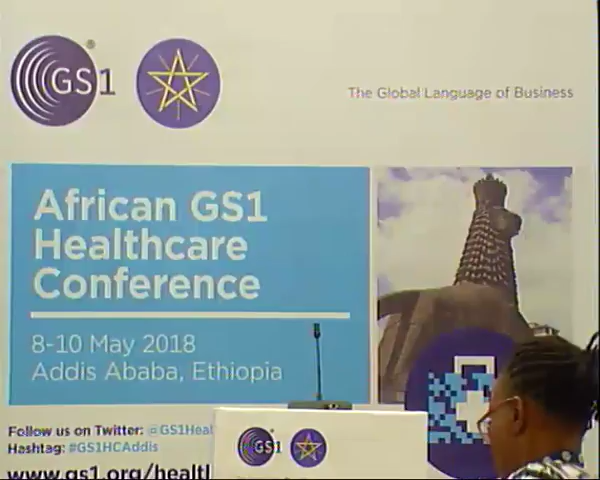 GS1®
The Global Language of Business
African GS1
Healthcare
Conference
8-10 May 2018
Addis Ababa, Ethiopia
Follow us on Twitter: @GS1Heal
Hashtag: #GS1HCAddis
www.gs1.org/healtl
GS1